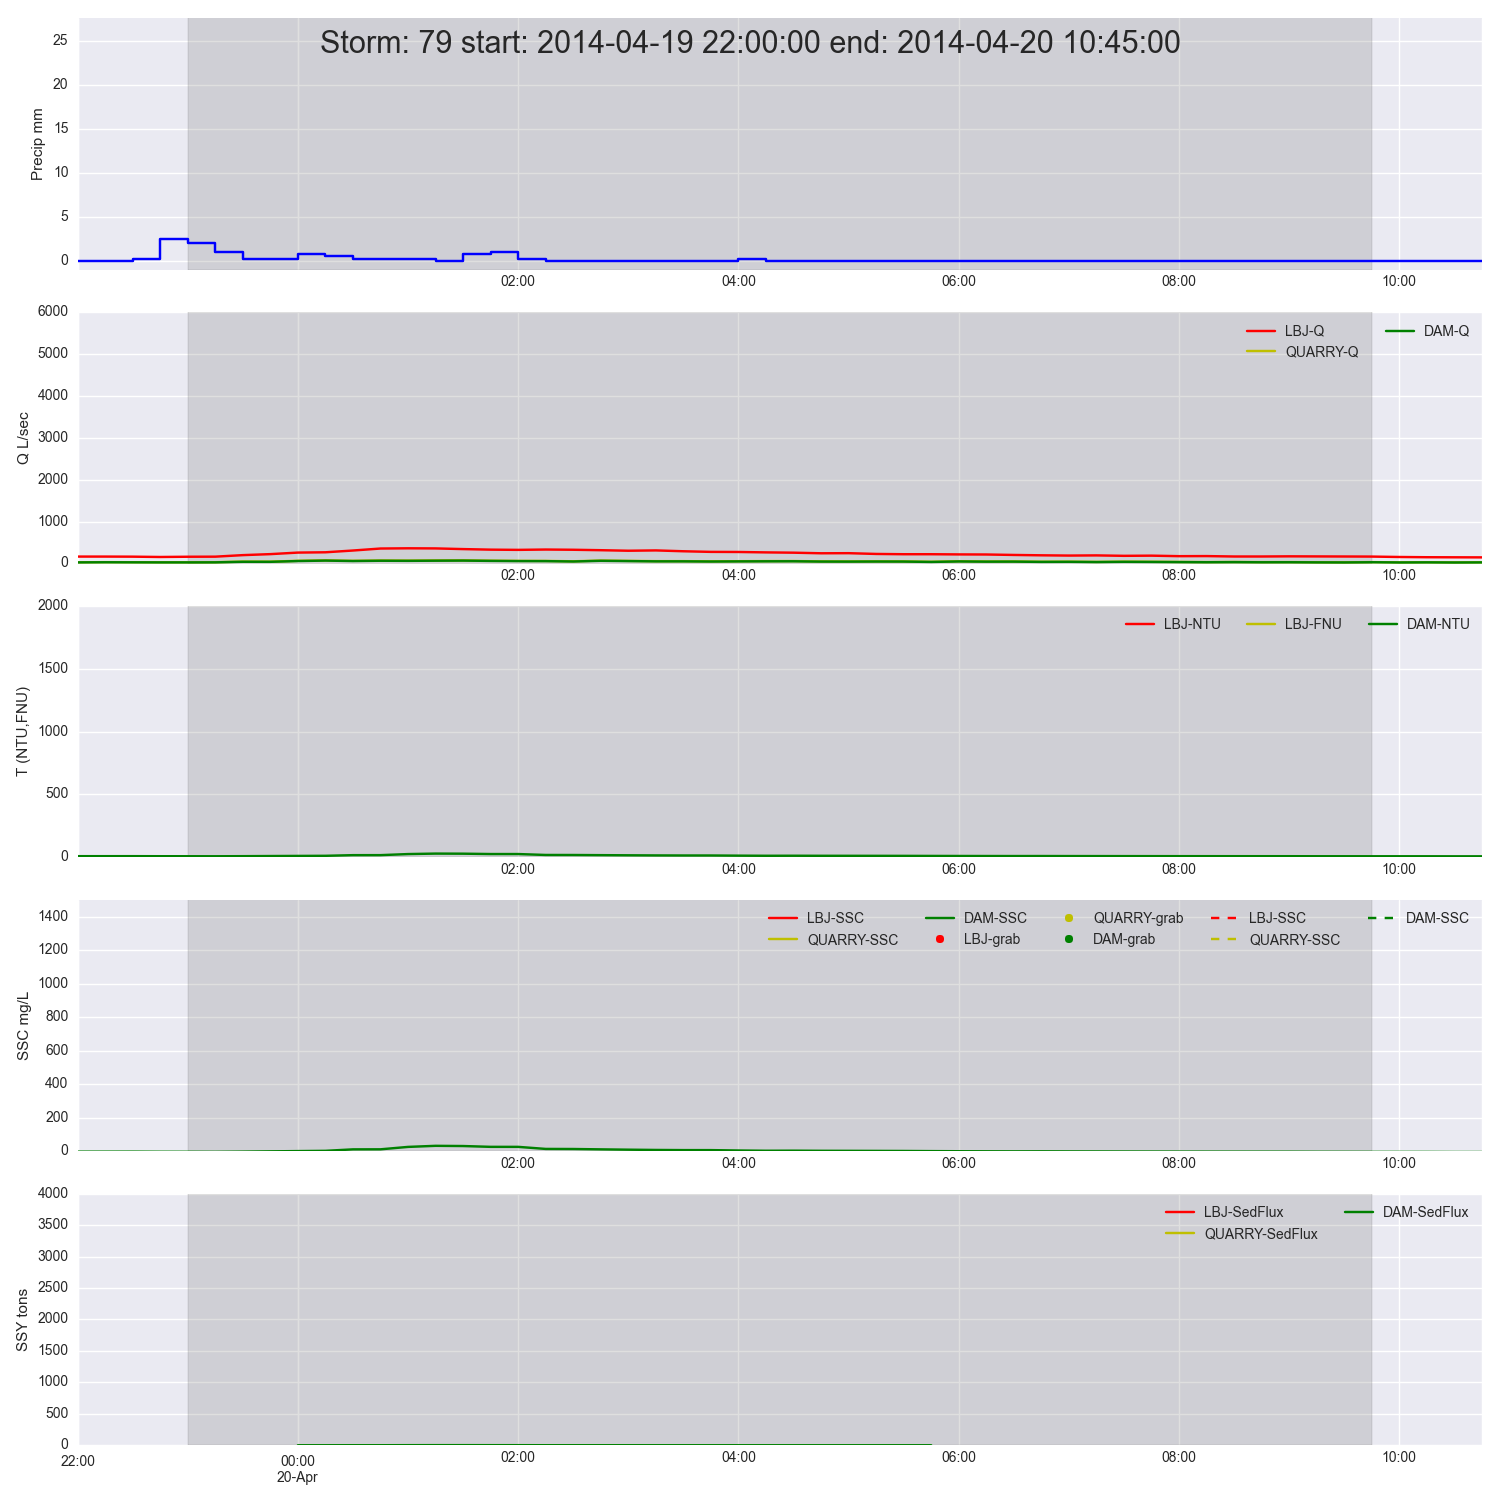 Storm: 79 start: 2014-04-19 22:00:00 end: 2014-04-20 10:45:00
Precip mm
25
20
15
10
5
0
02:00 04:00 06:00 08:00 10:00
Q L/sec
6000
5000
4000
3000
2000
1000
0
LBJ-Q DAM-Q
QUARRY-Q
02:00 04:00 06:00 08:00 10:00
T (NTU,FNU)
2000
1500
1000
500
0
LBJ-NTU LBJ-FNU DAM-NTU
02:00 04:00 06:00 08:00 10:00
SSC mg/L
1400
1200
1000
800
600
400
200
0
LBJ-SSC DAM-SSC QUARRY-grab LBJ-SSC DAM-SSC
QUARRY-SSC LBJ-grab DAM-grab QUARRY-SSC
02:00 04:00 06:00 08:00 10:00
SSY tons
4000
3500
3000
2500
2000
1500
1000
500
0
LBJ-SedFlux DAM-SedFlux
QUARRY-SedFlux
22:00 00:00 02:00 04:00 06:00 08:00 10:00
20-Apr